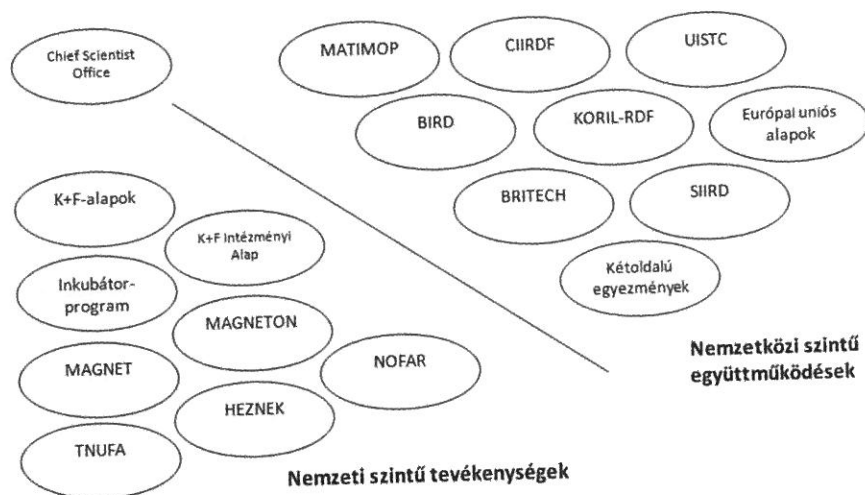 Chief Scientist
Office
MATIMOP
CIIRDF
UISTC
BIRD
KORIL-RDF
Európai uniós
alapok
BRITECH
SIIRD
Kétoldalú
egyezmények
Nemzetközi szintű
együttműködések
K+F-alapok
K+F Intézményi
Alap
Inkubátor-
program
MAGNETON
MAGNET
NOFAR
HEZNEK
TNUFA
Nemzeti szintű tevékenységek